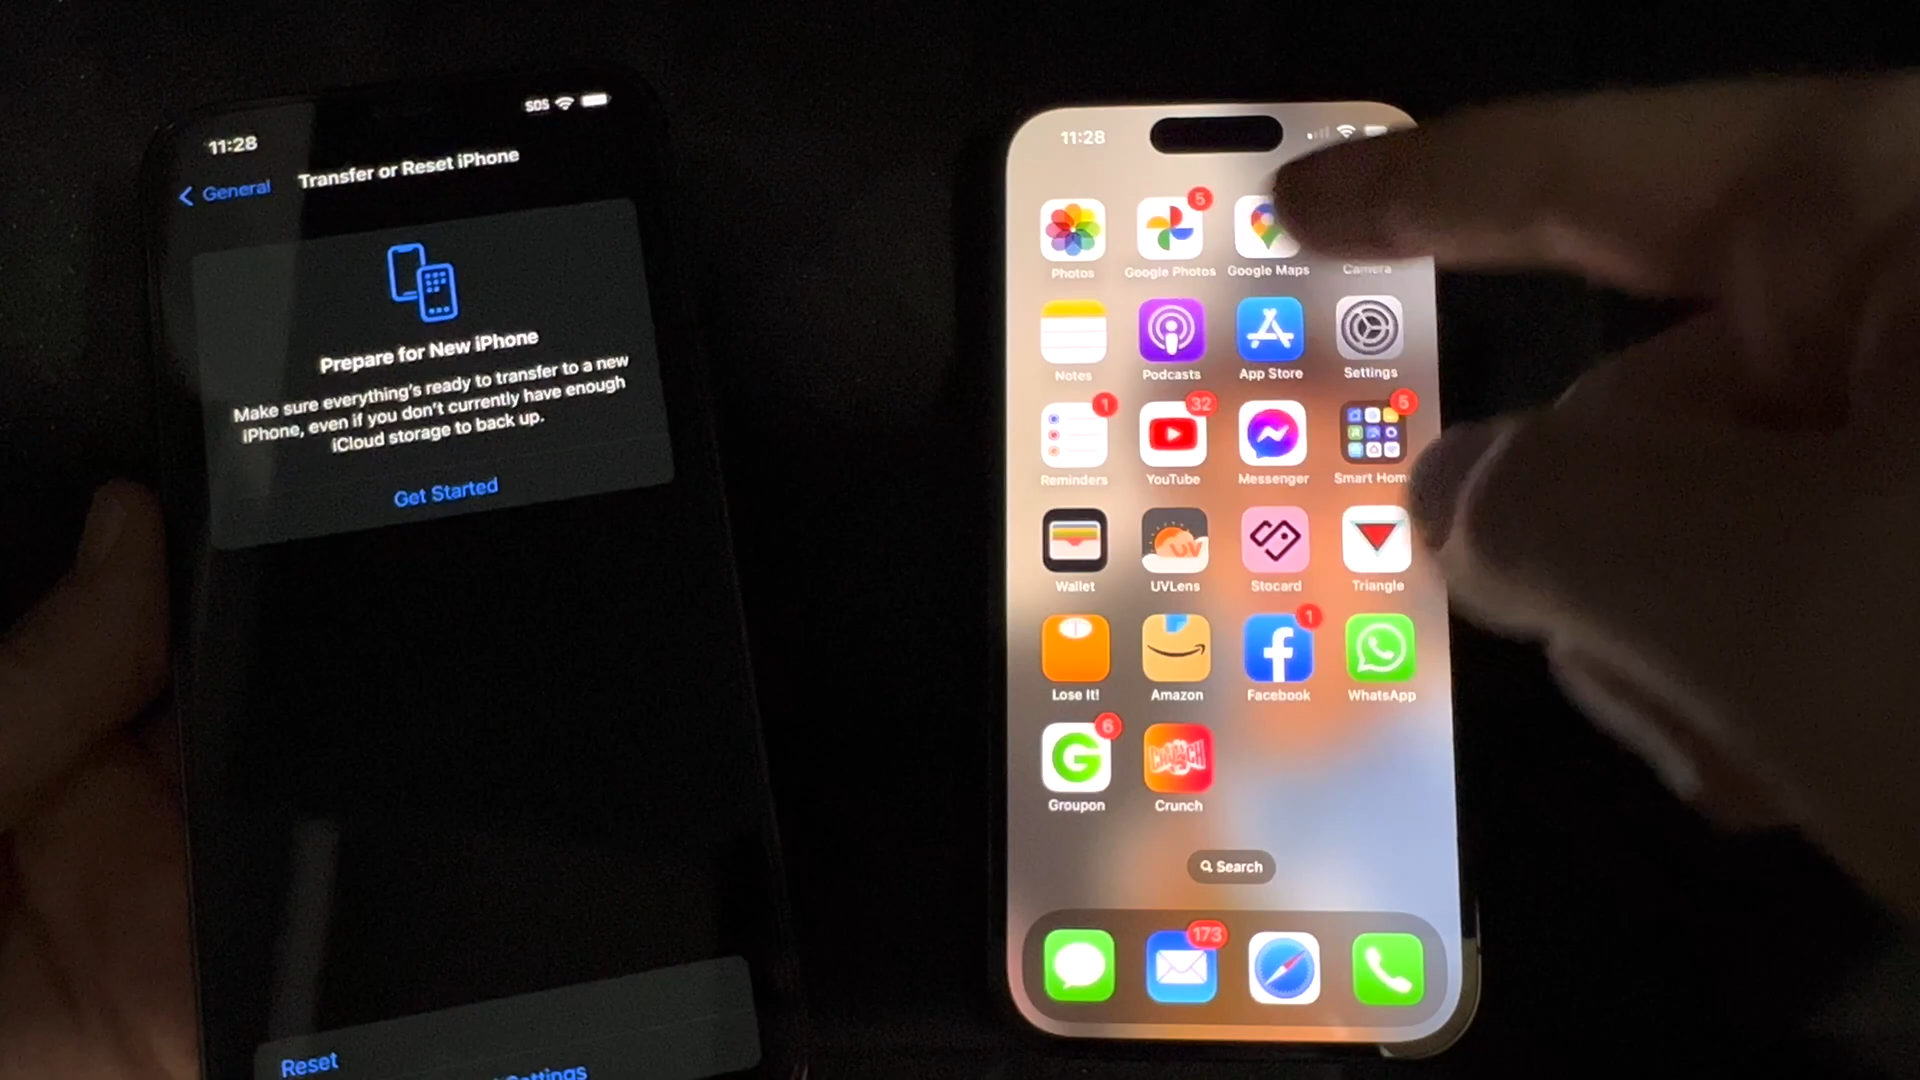 11:28
SOS
General
Transfer or Reset iPhone
Prepare for New iPhone
Make sure everything's ready to transfer to a new
iPhone, even if you don't currently have enough
iCloud storage to back up.
Get Started
Reset
Settings
11:28
5
Photos
Google Photos
Google Maps
Camera
Notes
Podcasts
App Store
Settings
1
32
5
Reminders
YouTube
Messenger
Smart Hom
UV
Wallet
UVLens
Stocard
Triangle
1
Lose It!
Amazon
Facebook
WhatsApp
6
G
CRUNCH
Groupon
Crunch
Search
173